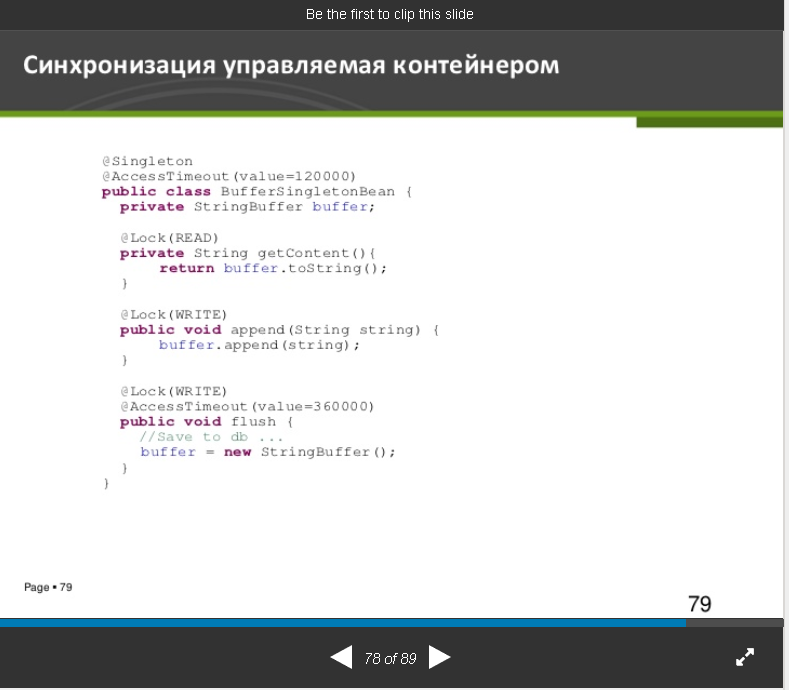 Be the first to clip this slide
Синхронизация управляемая контейнером
@Singleton
@AccessTimeout(value=120000)
public class BufferSingletonBean {
private StringBuffer buffer;
@Lock(READ)
private String getContent(){
return buffer.toString();
}
@Lock(WRITE)
public void append(String string) {
buffer.append(string);
}
@Lock(WRITE)
@AccessTimeout(value=360000)
public void flush {
//Save to db ...
buffer = new StringBuffer();
}
}
Page ▪ 79
79
78 of 89